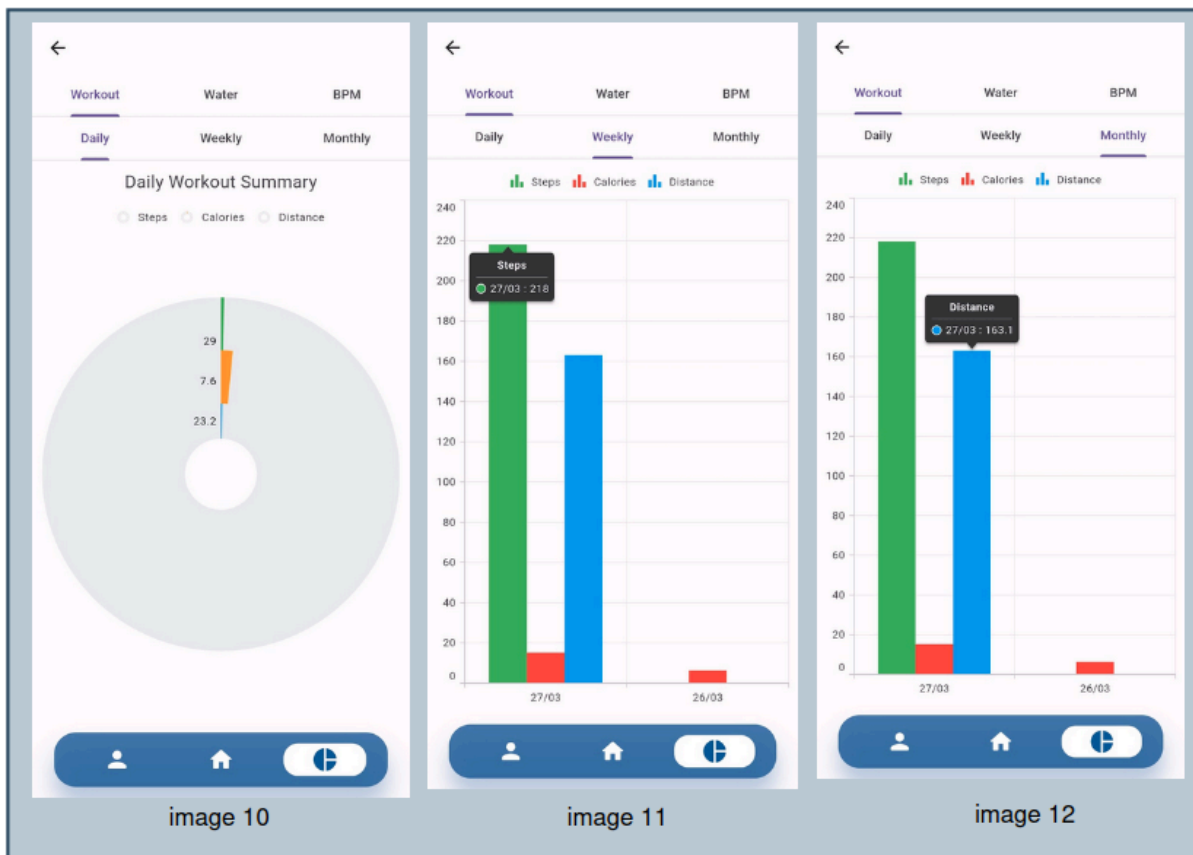 Workout Water BPM
Daily Weekly Monthly
Daily Workout Summary
Steps Calories Distance
29
7.6
23.2
image 10
Workout Water BPM
Daily Weekly Monthly
Steps Calories Distance
240
220
200
180
160
140
120
100
80
60
40
20
0
Steps
27/03 : 218
27/03 26/03
image 11
Workout Water BPM
Daily Weekly Monthly
Steps Calories Distance
240
220
200
180
160
140
120
100
80
60
40
20
0
Distance
27/03 : 163.1
27/03 26/03
image 12